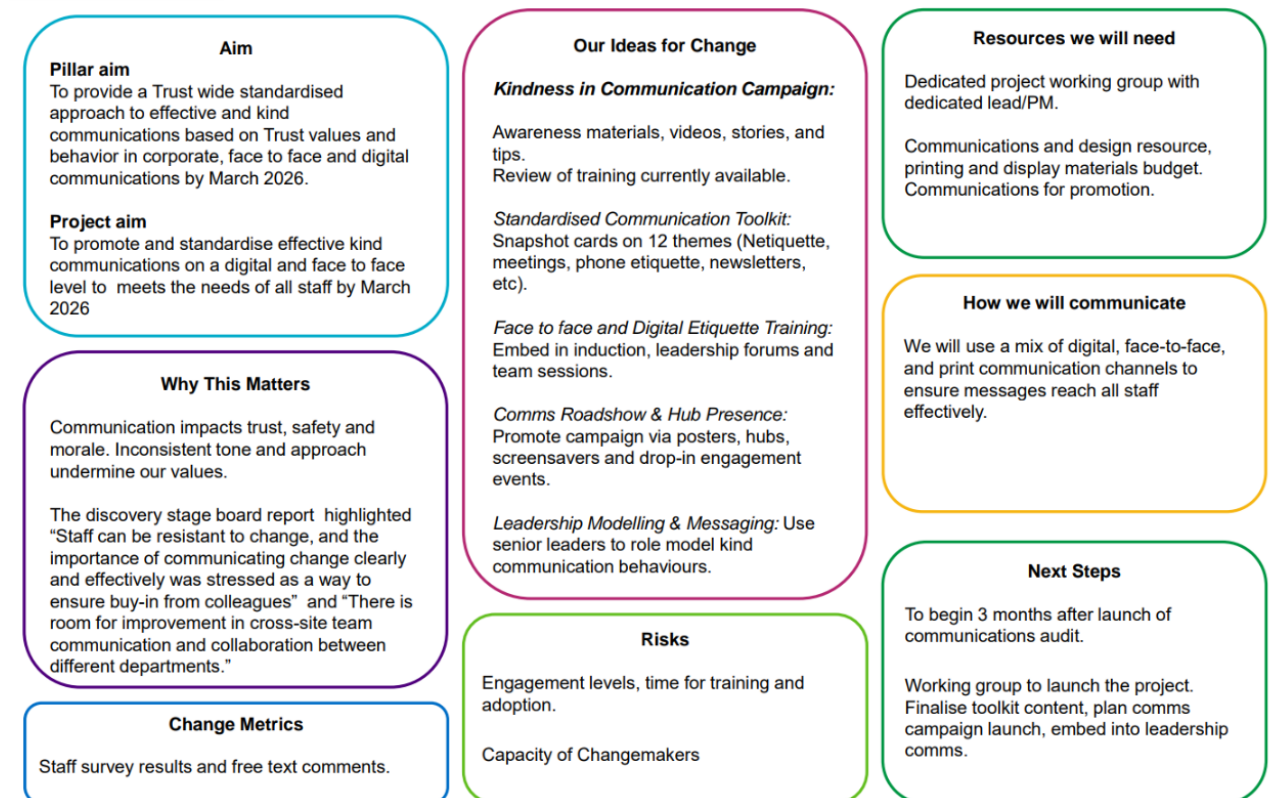 Aim
Pillar aim
To provide a Trust wide standardised
approach to effective and kind
communications based on Trust values and
behavior in corporate, face to face and digital
communications by March 2026.
Project aim
To promote and standardise effective kind
communications on a digital and face to face
level to  meets the needs of all staff by March
2026
Why This Matters
Communication impacts trust, safety and
morale. Inconsistent tone and approach
undermine our values.
The discovery stage board report  highlighted
“Staff can be resistant to change, and the
importance of communicating change clearly
and effectively was stressed as a way to
ensure buy-in from colleagues”  and “There is
room for improvement in cross-site team
communication and collaboration between
different departments.”
Change Metrics
Staff survey results and free text comments.
Our Ideas for Change
Kindness in Communication Campaign:
Awareness materials, videos, stories, and
tips.
Review of training currently available.
Standardised Communication Toolkit:
Snapshot cards on 12 themes (Netiquette,
meetings, phone etiquette, newsletters,
etc).
Face to face and Digital Etiquette Training:
Embed in induction, leadership forums and
team sessions.
Comms Roadshow & Hub Presence:
Promote campaign via posters, hubs,
screensavers and drop-in engagement
events.
Leadership Modelling & Messaging: Use
senior leaders to role model kind
communication behaviours.
Risks
Engagement levels, time for training and
adoption.
Capacity of Changemakers
Resources we will need
Dedicated project working group with
dedicated lead/PM.
Communications and design resource,
printing and display materials budget.
Communications for promotion.
How we will communicate
We will use a mix of digital, face-to-face,
and print communication channels to
ensure messages reach all staff
effectively.
Next Steps
To begin 3 months after launch of
communications audit.
Working group to launch the project.
Finalise toolkit content, plan comms
campaign launch, embed into leadership
comms.